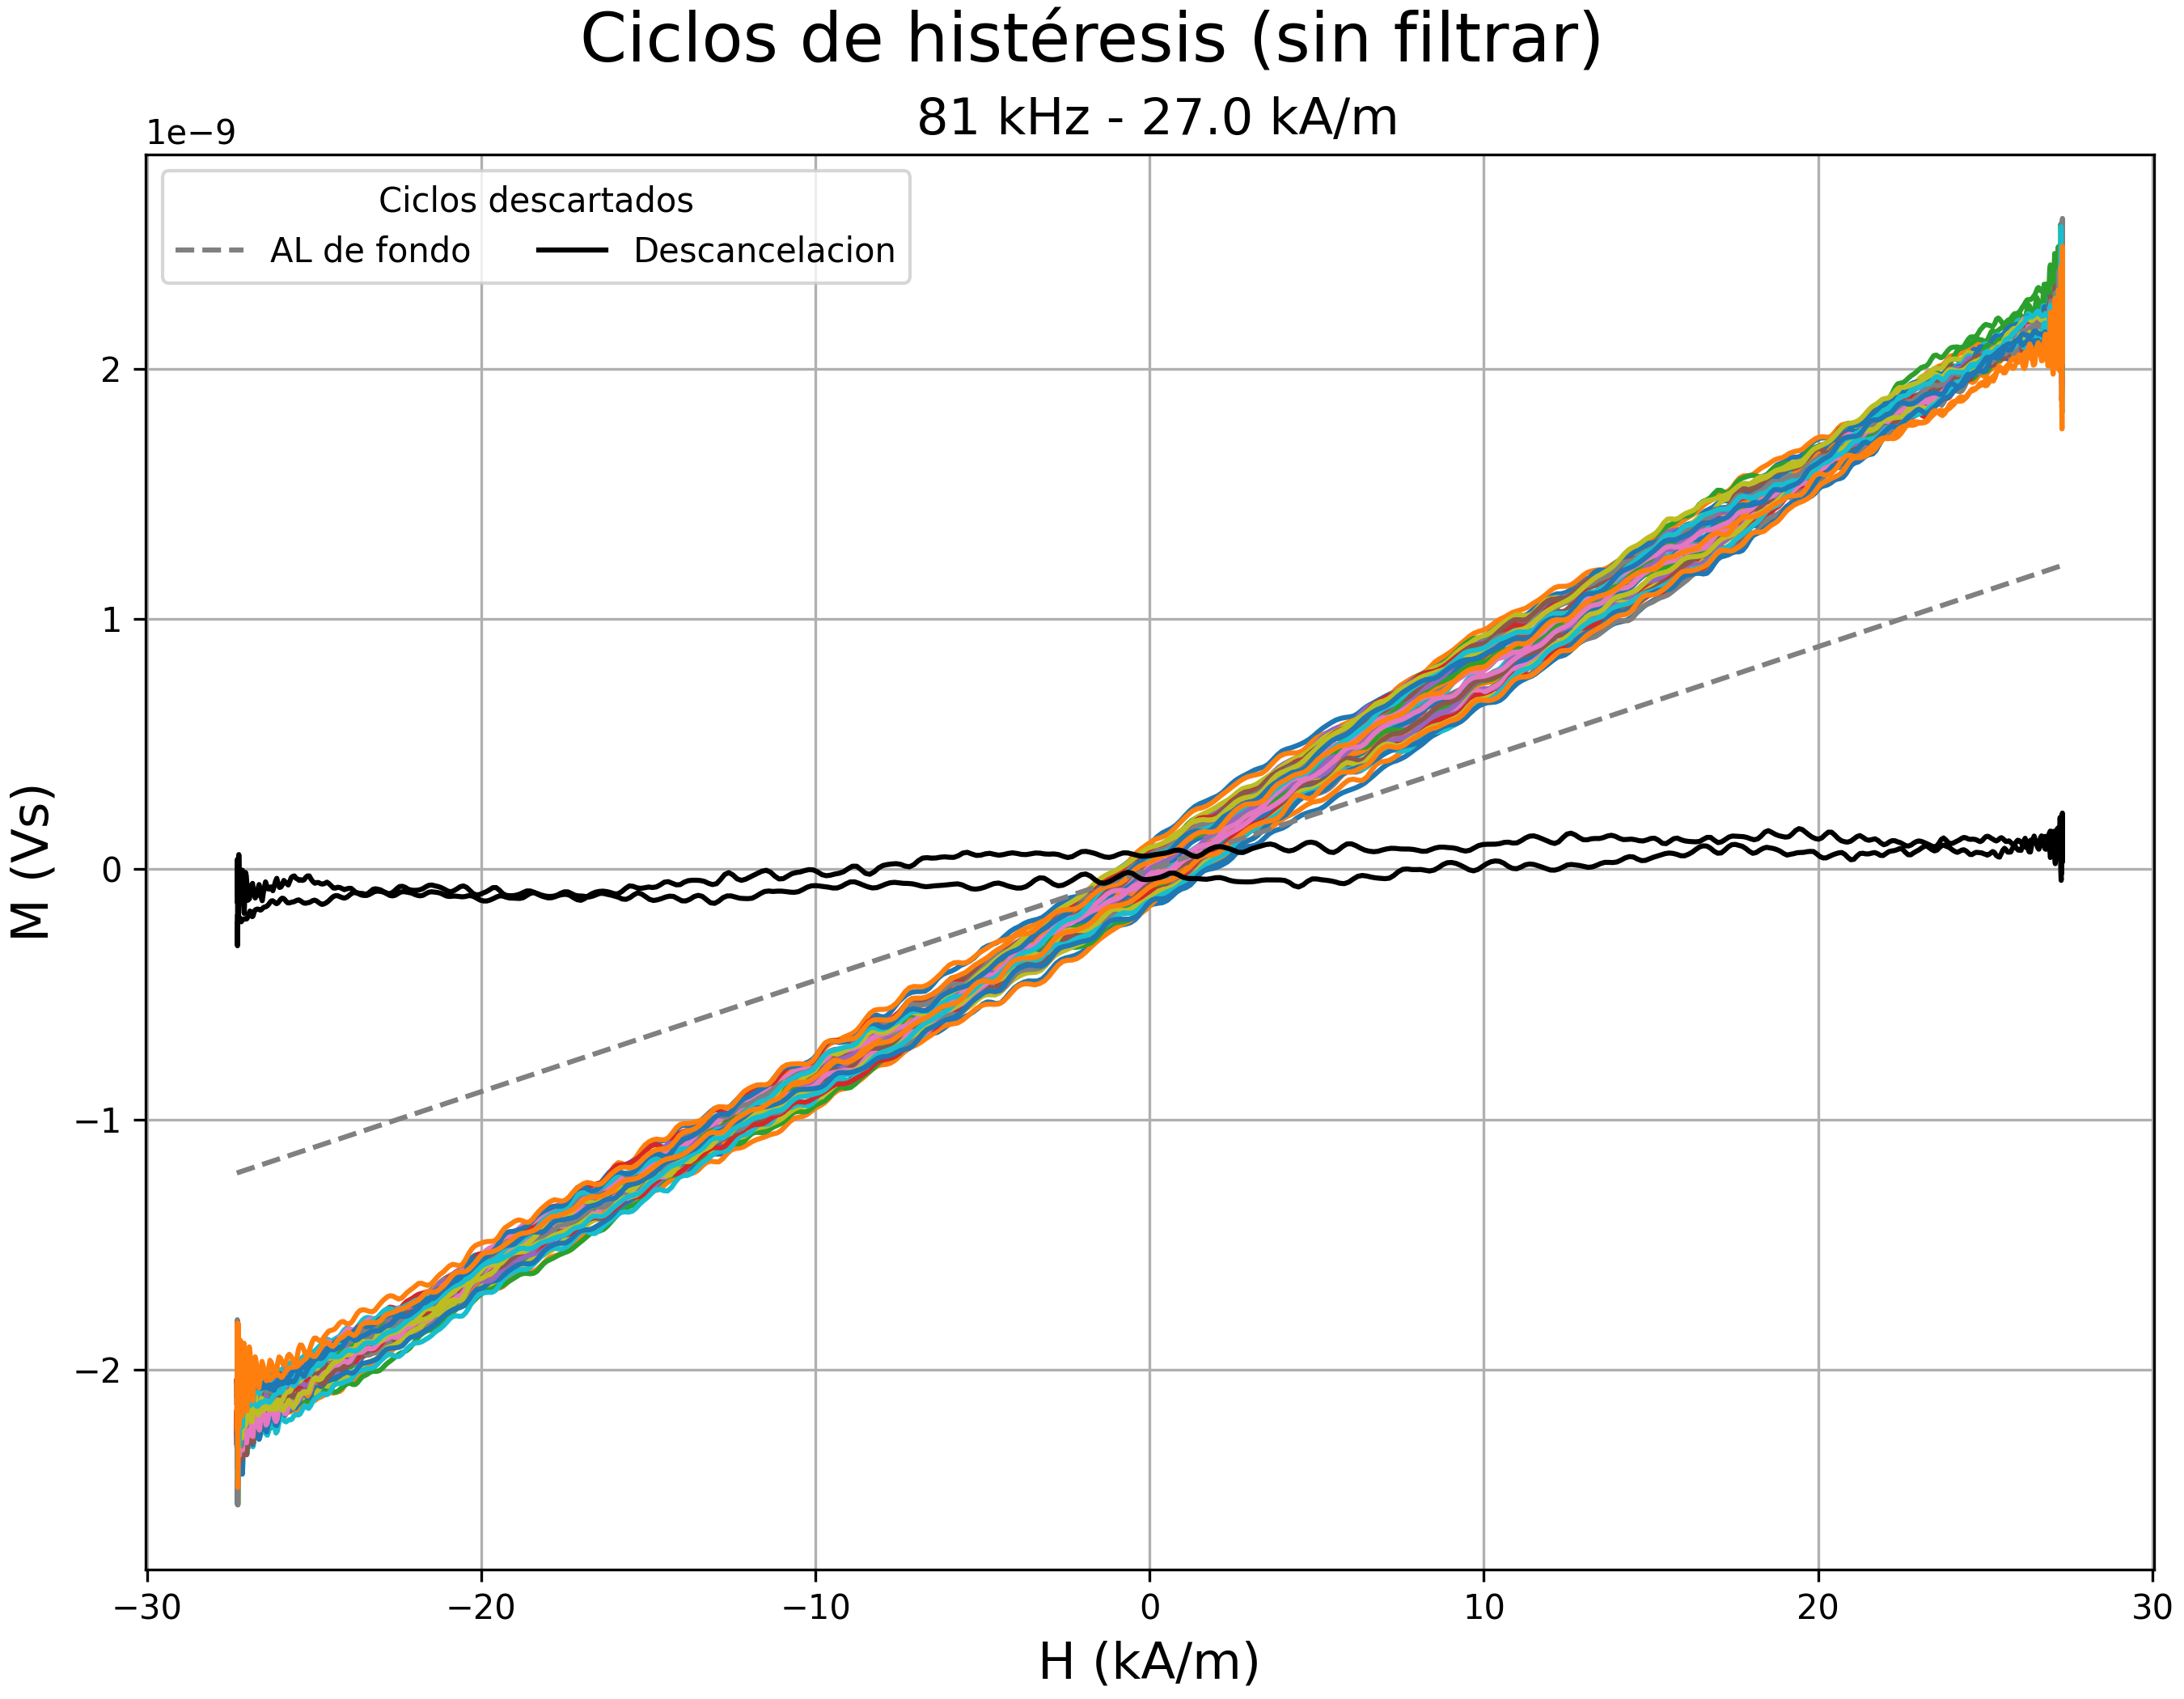 Ciclos de histéresis (sin filtrar)
81 kHz - 27.0 kA/m
1e−9
Ciclos descartados
AL de fondo
Descancelacion
2
1
0
−1
−2
M (Vs)
−30
−20
−10
0
10
20
30
H (kA/m)